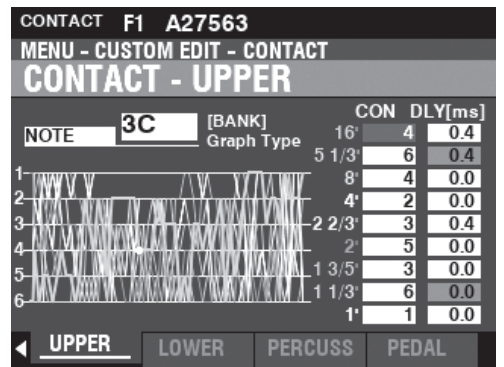 CONTACT F1 A27563
MENU - CUSTOM EDIT - CONTACT
CONTACT - UPPER
CON DLY[ms]
NOTE 3C [BANK]
Graph Type
16' 4 0.4
5 1/3' 6 0.4
8' 4 0.0
4' 2 0.0
2 2/3' 3 0.4
2' 5 0.0
1 3/5' 3 0.0
1 1/3' 6 0.0
1' 1 0.0
1
2
3
4
5
6
UPPER LOWER PERCUSS PEDAL